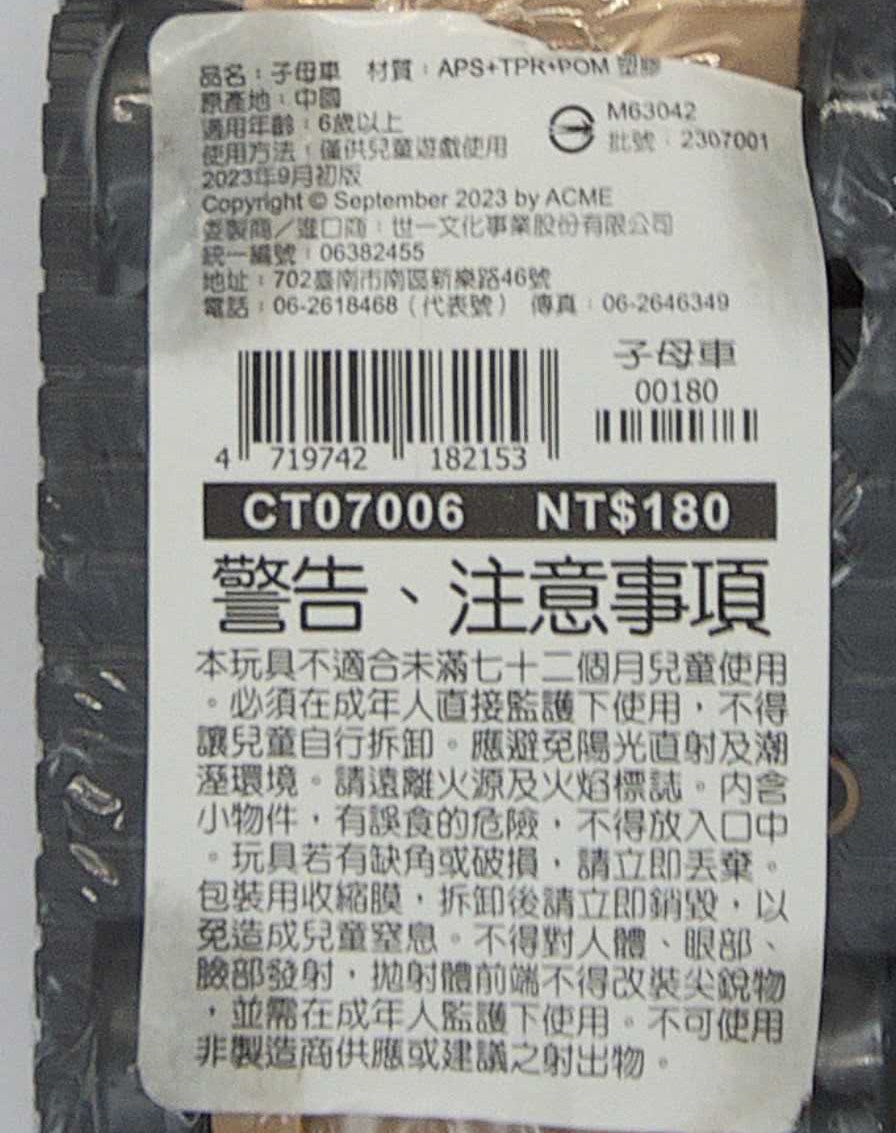 品名：子母車　材質：APS+TPR+POM 塑膠
原產地：中國
適用年齡：6歲以上
使用方法：僅供兒童遊戲使用
M63042
批號：2307001
2023年9月初版
Copyright © September 2023 by ACME
委製商／進口商：世一文化事業股份有限公司
統一編號：06382455
地址：702臺南市南區新樂路46號
電話：06-2618468（代表號） 傳真：06-2646349
子母車
00180
4 719742 182153
CT07006 NT$180
警告、注意事項
本玩具不適合未滿七十二個月兒童使用
。必須在成年人直接監護下使用，不得
讓兒童自行拆卸。應避免陽光直射及潮
溼環境。請遠離火源及火焰標誌。內含
小物件，有誤食的危險，不得放入口中
。玩具若有缺角或破損，請立即丟棄。
包裝用收縮膜，拆卸後請立即銷毀，以
免造成兒童窒息。不得對人體、眼部、
臉部發射，拋射體前端不得改裝尖銳物
，並需在成年人監護下使用。不可使用
非製造商供應或建議之射出物。